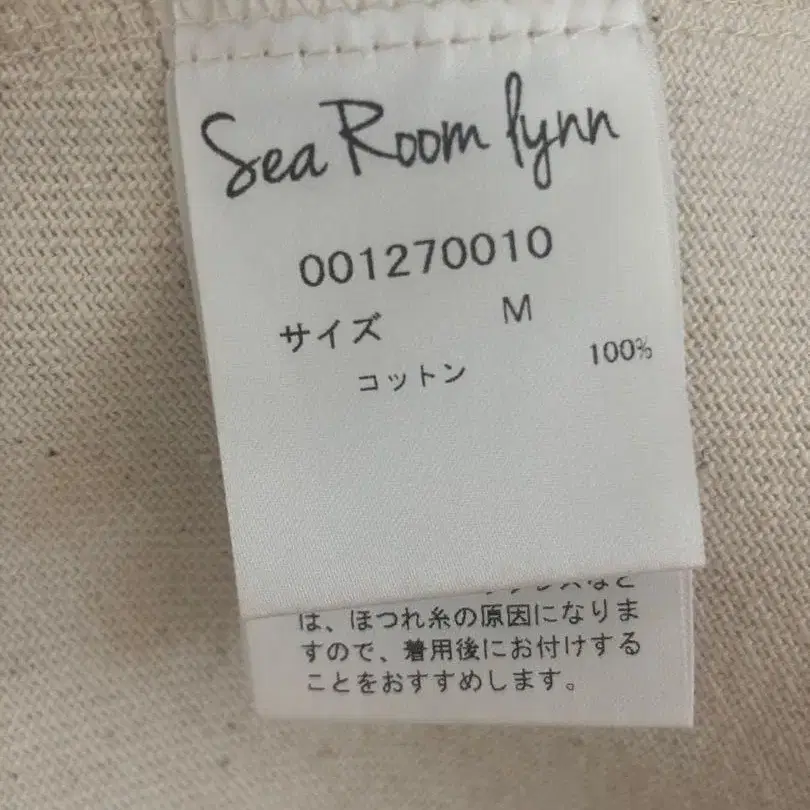 Sea Room lynn
001270010
サイズ M
コットン 100%
は、ほつれ糸の原因になりま
すので、着用後にお付けする
ことをおすすめします。